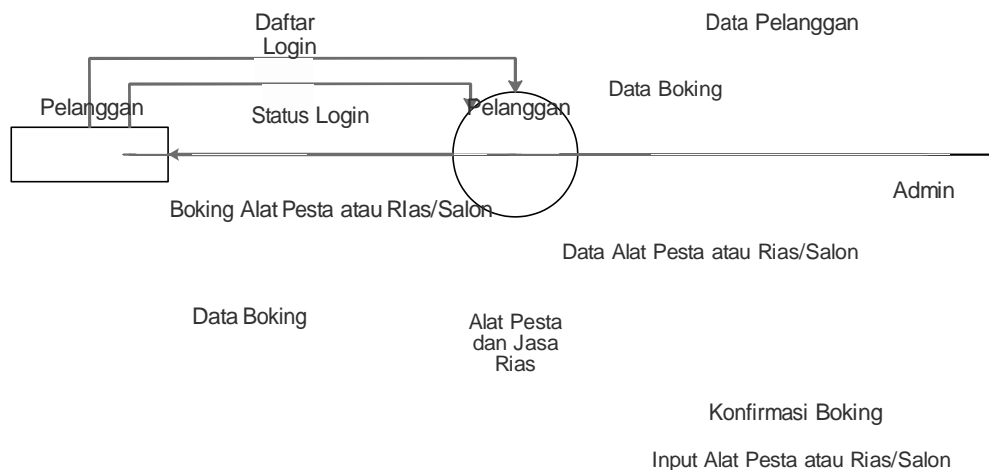 Daftar
Login
Data Pelanggan
Data Boking
Pelanggan
Status Login
Pelanggan
Admin
Boking Alat Pesta atau RIas/Salon
Data Alat Pesta atau Rias/Salon
Data Boking
Alat Pesta
dan Jasa
Rias
Konfirmasi Boking
Input Alat Pesta atau Rias/Salon